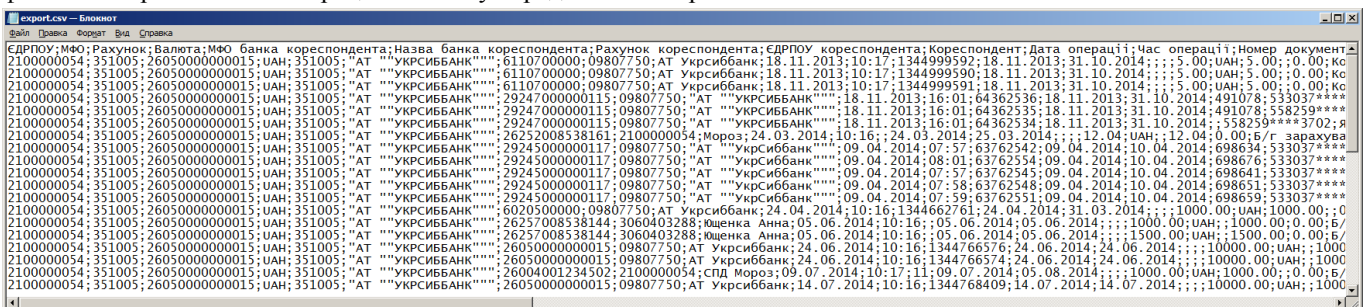 export.csv — Блокнот
Файл Правка Формат Вид Справка
ЄДРПОУ;МФО;Рахунок;Валюта;МФО банка кореспондента;Назва банка кореспондента;Рахунок кореспондента;ЄДРПОУ кореспондента;Кореспондент;Дата операції;Час операції;Номер документ
2100000054;351005;26050000000015;UAH;351005;"АТ ""УКРСИББАНК""";6110700000;09807750;АТ Укрсиббанк;18.11.2013;10:17;1344999592;18.11.2013;31.10.2014;;;;5.00;UAH;5.00;;0.00;Ко
2100000054;351005;26050000000015;UAH;351005;"АТ ""УКРСИББАНК""";6110700000;09807750;АТ Укрсиббанк;18.11.2013;10:17;1344999591;18.11.2013;31.10.2014;;;;5.00;UAH;5.00;;0.00;Ко
2100000054;351005;26050000000015;UAH;351005;"АТ ""УКРСИББАНК""";6110700000;09807750;АТ Укрсиббанк;18.11.2013;10:17;1344999591;18.11.2013;31.10.2014;;;;5.00;UAH;5.00;;0.00;Ко
2100000054;351005;26050000000015;UAH;351005;"АТ ""УКРСИББАНК""";29247000000115;09807750;"АТ ""УКРСИББАНК""";18.11.2013;16:01;64362536;18.11.2013;31.10.2014;491078;533037****
2100000054;351005;26050000000015;UAH;351005;"АТ ""УКРСИББАНК""";29247000000115;09807750;"АТ ""УКРСИББАНК""";18.11.2013;16:01;64362535;18.11.2013;31.10.2014;491078;558259****
2100000054;351005;26050000000015;UAH;351005;"АТ ""УКРСИББАНК""";29247000000115;09807750;"АТ ""УКРСИББАНК""";18.11.2013;16:01;64362534;18.11.2013;31.10.2014;;558259****3702;Я
2100000054;351005;26050000000015;UAH;351005;"АТ ""УКРСИББАНК""";26252008538161;2100000054;Мороз;24.03.2014;10:16;;24.03.2014;25.03.2014;;;;12.04;UAH;;12.04;0.00;Б/г зарахува
2100000054;351005;26050000000015;UAH;351005;"АТ ""УКРСИББАНК""";29245000000117;09807750;"АТ ""УкрСиббанк""";09.04.2014;07:57;63762542;09.04.2014;10.04.2014;698634;533037****
2100000054;351005;26050000000015;UAH;351005;"АТ ""УКРСИББАНК""";29245000000117;09807750;"АТ ""УкрСиббанк""";09.04.2014;08:01;63762554;09.04.2014;10.04.2014;698676;533037****
2100000054;351005;26050000000015;UAH;351005;"АТ ""УКРСИББАНК""";29245000000117;09807750;"АТ ""УкрСиббанк""";09.04.2014;07:57;63762545;09.04.2014;10.04.2014;698641;533037****
2100000054;351005;26050000000015;UAH;351005;"АТ ""УКРСИББАНК""";29245000000117;09807750;"АТ ""УкрСиббанк""";09.04.2014;07:58;63762548;09.04.2014;10.04.2014;698651;533037****
2100000054;351005;26050000000015;UAH;351005;"АТ ""УКРСИББАНК""";29245000000117;09807750;"АТ ""УкрСиббанк""";09.04.2014;07:59;63762551;09.04.2014;10.04.2014;698659;533037****
2100000054;351005;26050000000015;UAH;351005;"АТ ""УКРСИББАНК""";6020500000;09807750;АТ Укрсиббанк;24.04.2014;10:16;1344662761;24.04.2014;31.03.2014;;;;1000.00;UAH;1000.00;;0
2100000054;351005;26050000000015;UAH;351005;"АТ ""УКРСИББАНК""";26257008538144;3060403288;Ющенка Анна;05.06.2014;10:16;;05.06.2014;05.06.2014;;;;1000.00;UAH;;1000.00;0.00;Б/
2100000054;351005;26050000000015;UAH;351005;"АТ ""УКРСИББАНК""";26257008538144;3060403288;Ющенка Анна;05.06.2014;10:16;;05.06.2014;05.06.2014;;;;1500.00;UAH;;1500.00;0.00;Б/
2100000054;351005;26050000000015;UAH;351005;"АТ ""УКРСИББАНК""";26050000000015;09807750;АТ Укрсиббанк;24.06.2014;10:16;1344766576;24.06.2014;24.06.2014;;;;10000.00;UAH;;1000
2100000054;351005;26050000000015;UAH;351005;"АТ ""УКРСИББАНК""";26050000000015;09807750;АТ Укрсиббанк;24.06.2014;10:16;1344766574;24.06.2014;24.06.2014;;;;10000.00;UAH;;1000
2100000054;351005;26050000000015;UAH;351005;"АТ ""УКРСИББАНК""";26004001234502;2100000054;СПД Мороз;09.07.2014;10:17;11;09.07.2014;05.08.2014;;;;1000.00;UAH;1000.00;;0.00;Б/
2100000054;351005;26050000000015;UAH;351005;"АТ ""УКРСИББАНК""";26050000000015;09807750;АТ Укрсиббанк;14.07.2014;10:17;1344768409;14.07.2014;14.07.2014;;;;10000.00;UAH;;1000